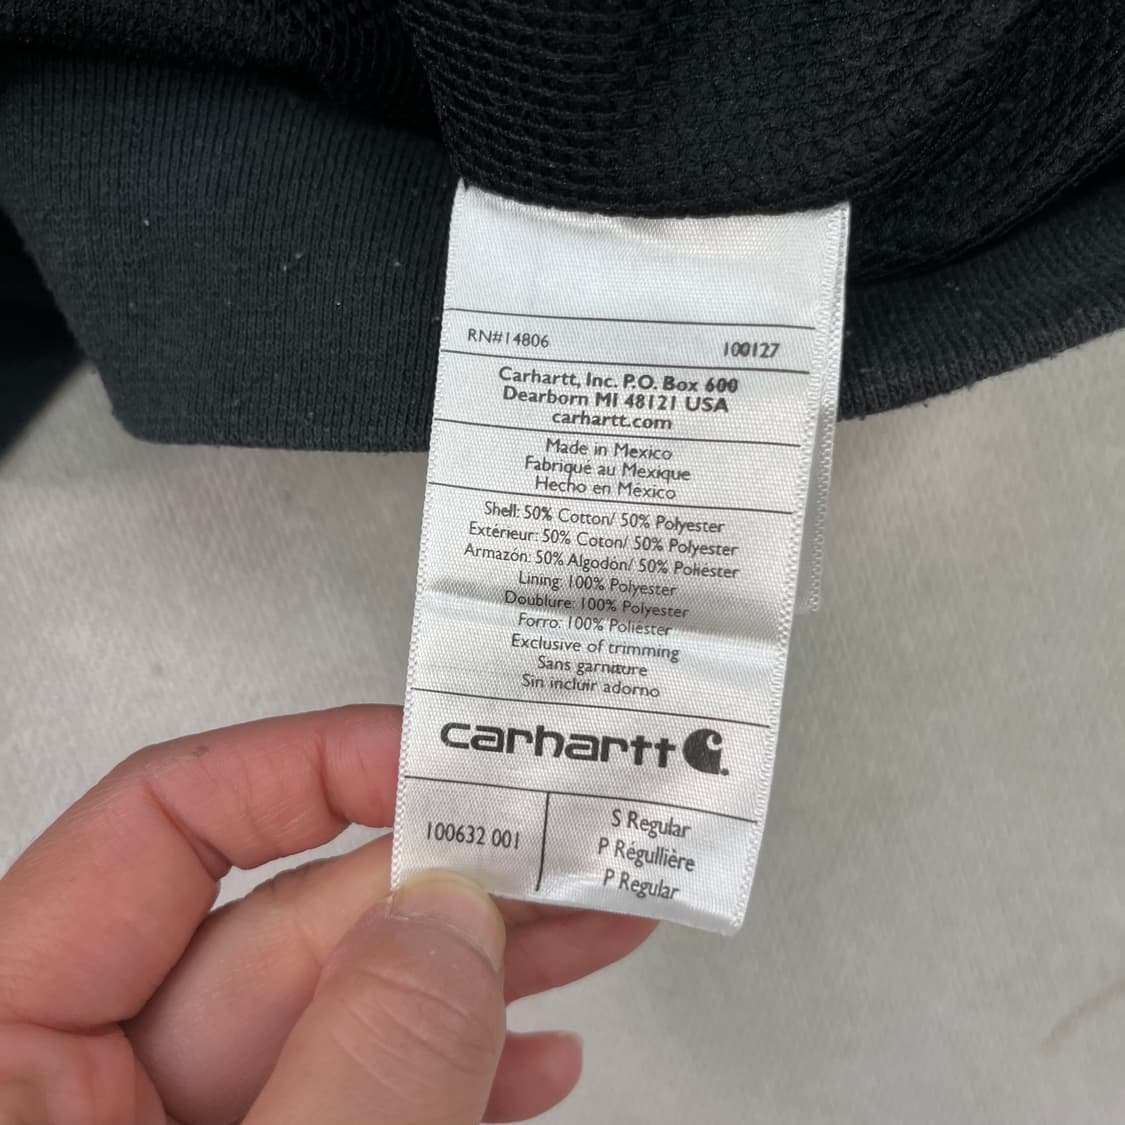 RN#14806 100127
Carhartt, Inc. P.O. Box 600
Dearborn MI 48121 USA
carhartt.com
Made in Mexico
Fabriqué au Mexique
Hecho en México
Shell: 50% Cotton/ 50% Polyester
Extérieur: 50% Coton/ 50% Polyester
Armazón: 50% Algodón/ 50% Poliéster
Lining: 100% Polyester
Doublure: 100% Polyester
Forro: 100% Poliéster
Exclusive of trimming
Sans garniture
Sin incluir adorno
carhartt
100632 001
S Regular
P Régullière
P Regular